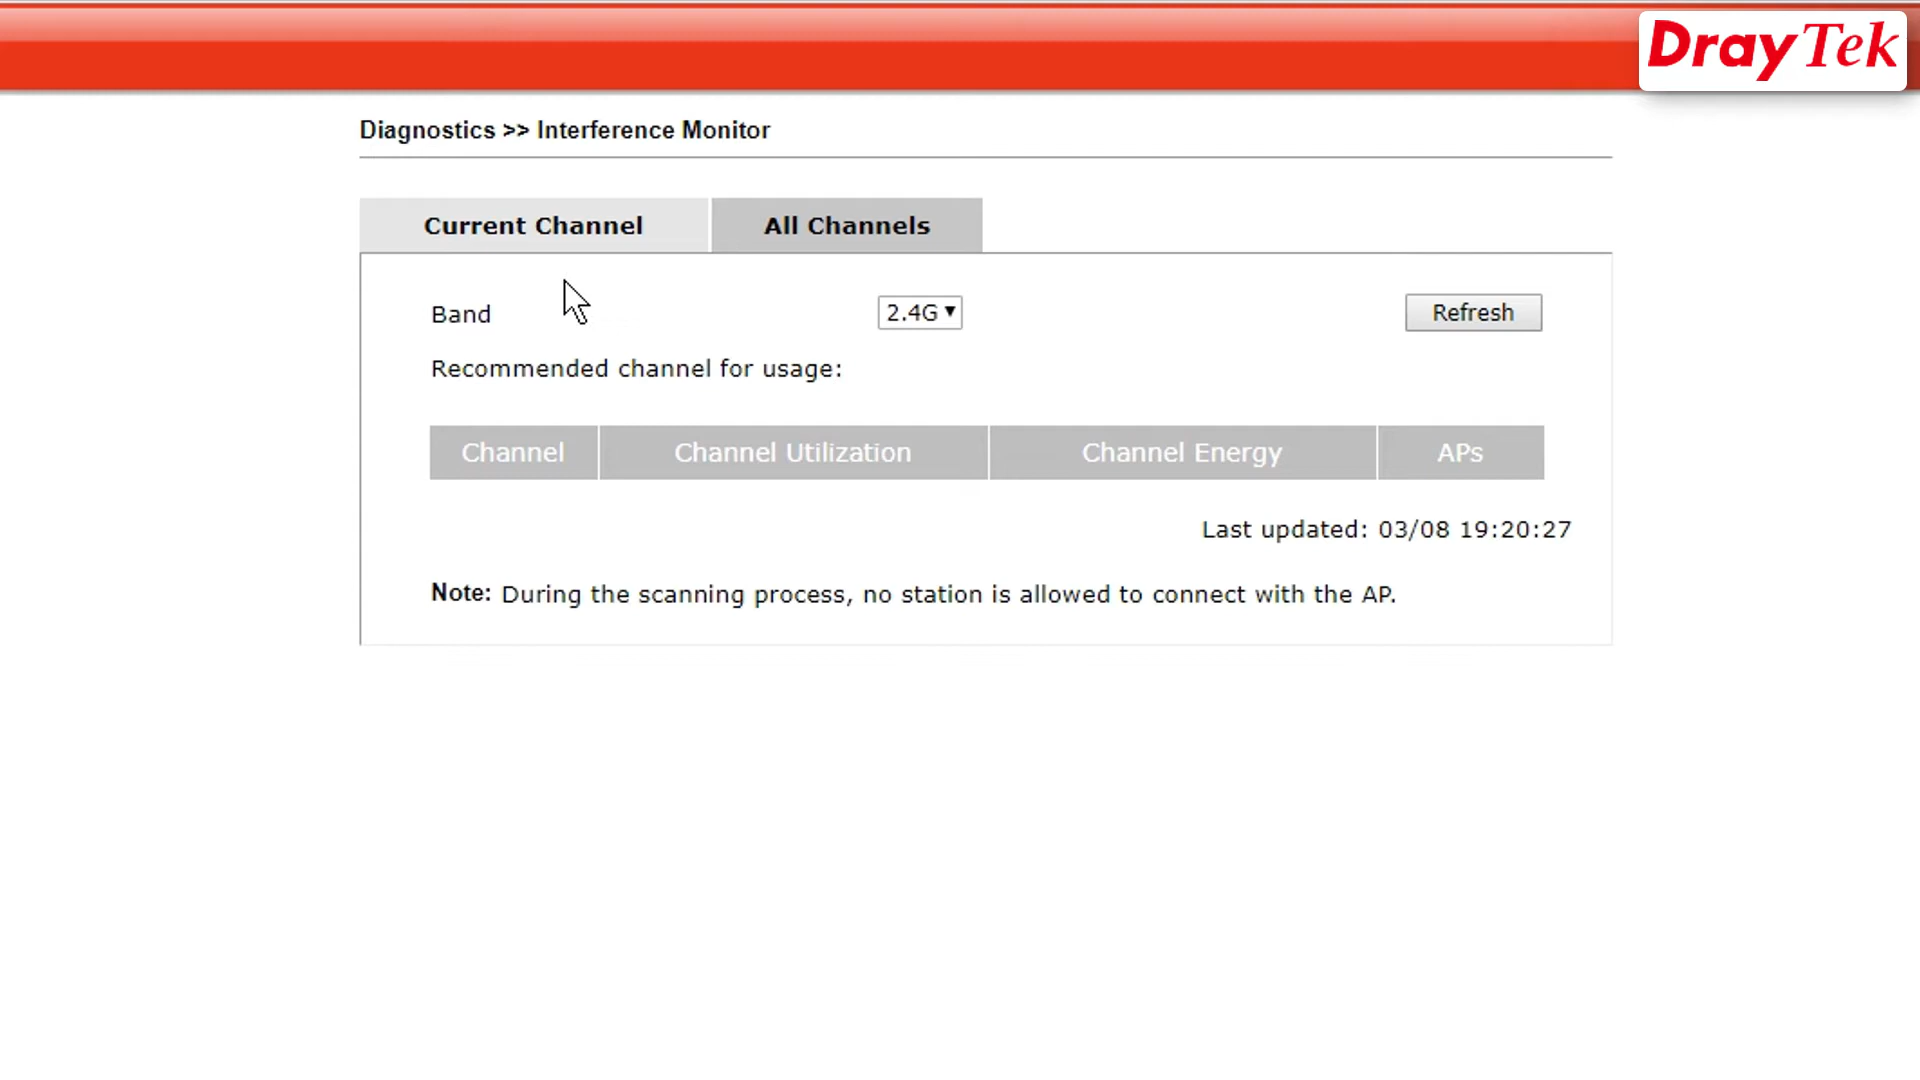 DrayTek
Diagnostics >> Interference Monitor
Current Channel All Channels
Band 2.4G Refresh
Recommended channel for usage:
Channel Channel Utilization Channel Energy APs
Last updated: 03/08 19:20:27
Note: During the scanning process, no station is allowed to connect with the AP.